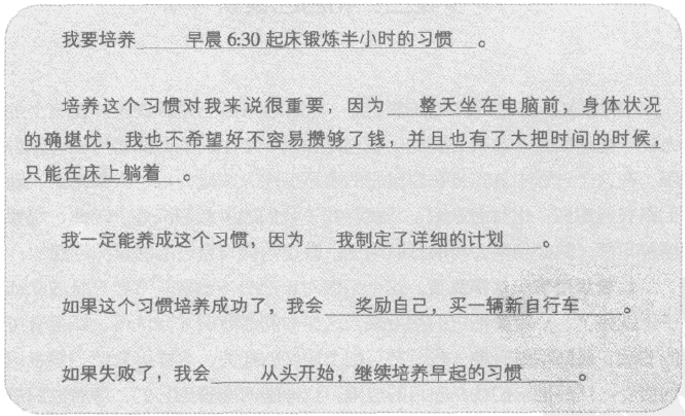 我要培养 早晨 6:30 起床锻炼半小时的习惯 。
培养这个习惯对我来说很重要，因为 整天坐在电脑前，身体状况
的确堪忧，我也不希望好不容易攒够了钱，并且也有了大把时间的时候，
只能在床上躺着 。
我一定能养成这个习惯，因为 我制定了详细的计划 。
如果这个习惯培养成功了，我会 奖励自己，买一辆新自行车 。
如果失败了，我会 从头开始，继续培养早起的习惯 。